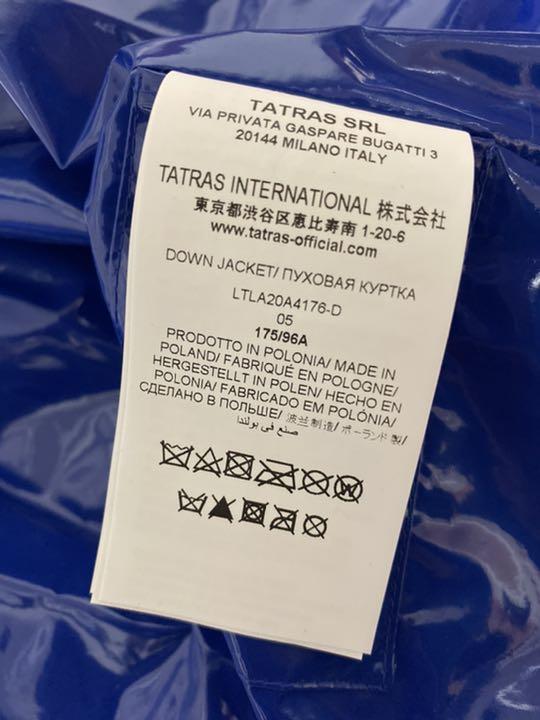 TATRAS SRL
VIA PRIVATA GASPARE BUGATTI 3
20144 MILANO ITALY
TATRAS INTERNATIONAL 株式会社
東京都渋谷区恵比寿南 1-20-6
www.tatras-official.com
DOWN JACKET/ ПУХОВАЯ КУРТКА
LTLA20A4176-D
05
175/96A
PRODOTTO IN POLONIA/ MADE IN
POLAND/ FABRIQUÉ EN POLOGNE/
HERGESTELLT IN POLEN/ HECHO EN
POLONIA/ FABRICADO EM POLÓNIA/
СДЕЛАНО В ПОЛЬШЕ/ 波兰制造/ ポーランド製/
صنع في بولندا